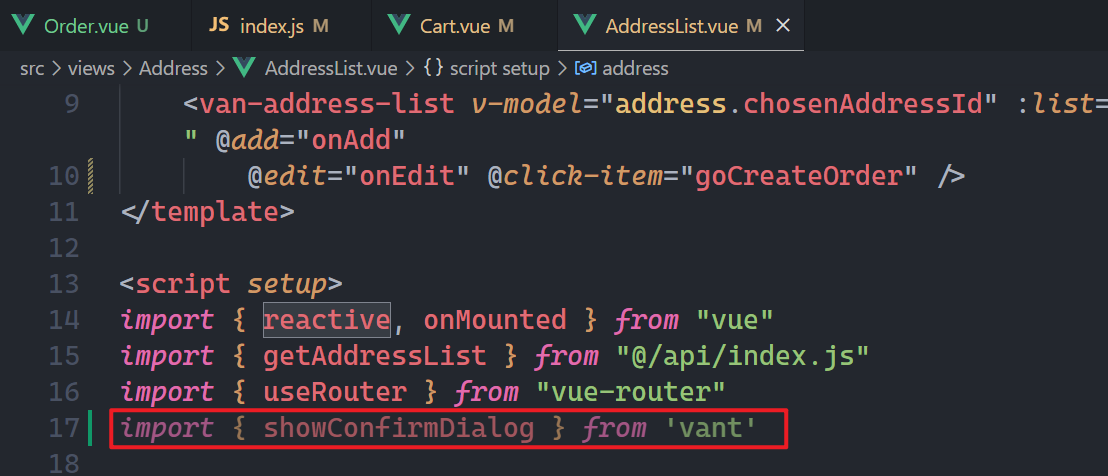 Order.vue U JS index.js M Cart.vue M AddressList.vue M ×
src > views > Address > AddressList.vue > {} script setup > address
9 <van-address-list v-model="address.chosenAddressId" :list=
" @add="onAdd"
10 @edit="onEdit" @click-item="goCreateOrder" />
11 </template>
12
13 <script setup>
14 import { reactive, onMounted } from "vue"
15 import { getAddressList } from "@/api/index.js"
16 import { useRouter } from "vue-router"
17 import { showConfirmDialog } from 'vant'
18